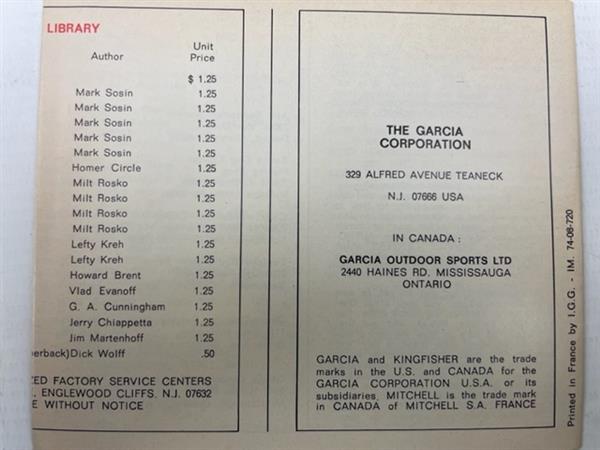 LIBRARY
Author Unit Price
$ 1.25
Mark Sosin 1.25
Mark Sosin 1.25
Mark Sosin 1.25
Mark Sosin 1.25
Mark Sosin 1.25
Homer Circle 1.25
Milt Rosko 1.25
Milt Rosko 1.25
Milt Rosko 1.25
Milt Rosko 1.25
Lefty Kreh 1.25
Lefty Kreh 1.25
Howard Brent 1.25
Vlad Evanoff 1.25
G. A. Cunningham 1.25
Jerry Chiappetta 1.25
Jim Martenhoff 1.25
erback)Dick Wolff .50
ZED FACTORY SERVICE CENTERS
., ENGLEWOOD CLIFFS, N.J. 07632
E WITHOUT NOTICE
THE GARCIA
CORPORATION
329 ALFRED AVENUE TEANECK
N.J. 07666 USA
IN CANADA :
GARCIA OUTDOOR SPORTS LTD
2440 HAINES RD, MISSISSAUGA
ONTARIO
GARCIA and KINGFISHER are the trade
marks in the U.S. and CANADA for the
GARCIA CORPORATION U.S.A. or its
subsidiaries, MITCHELL is the trade mark
in CANADA of MITCHELL S.A. FRANCE
Printed in France by I.G.G. - IM. 74-08-720